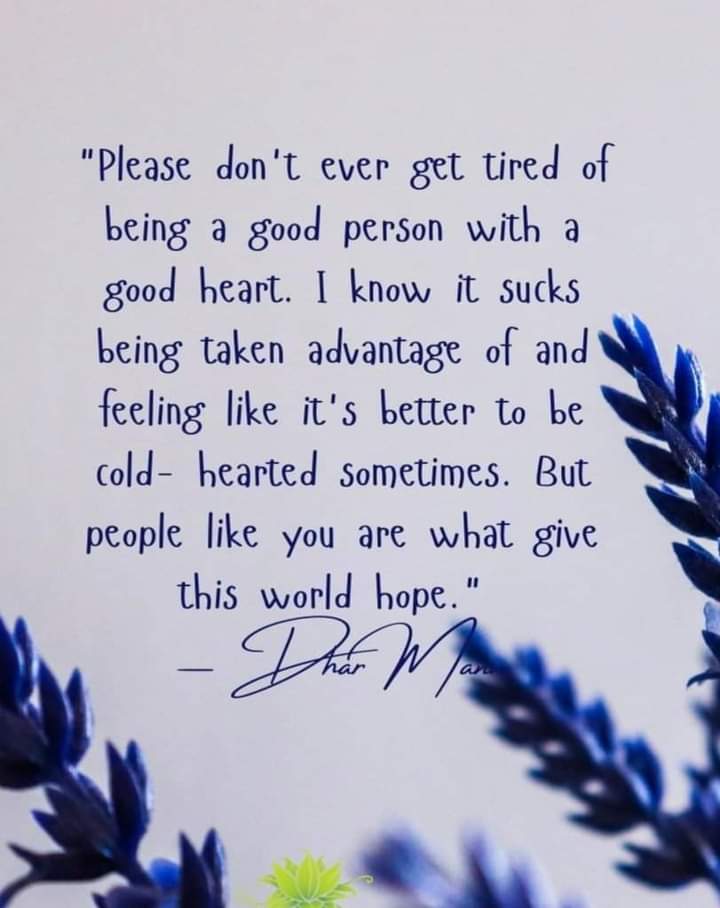 "Please don't ever get tired of
being a good person with a
good heart. I know it sucks
being taken advantage of and
feeling like it's better to be
cold- hearted sometimes. But
people like you are what give
this world hope."
— Dhar